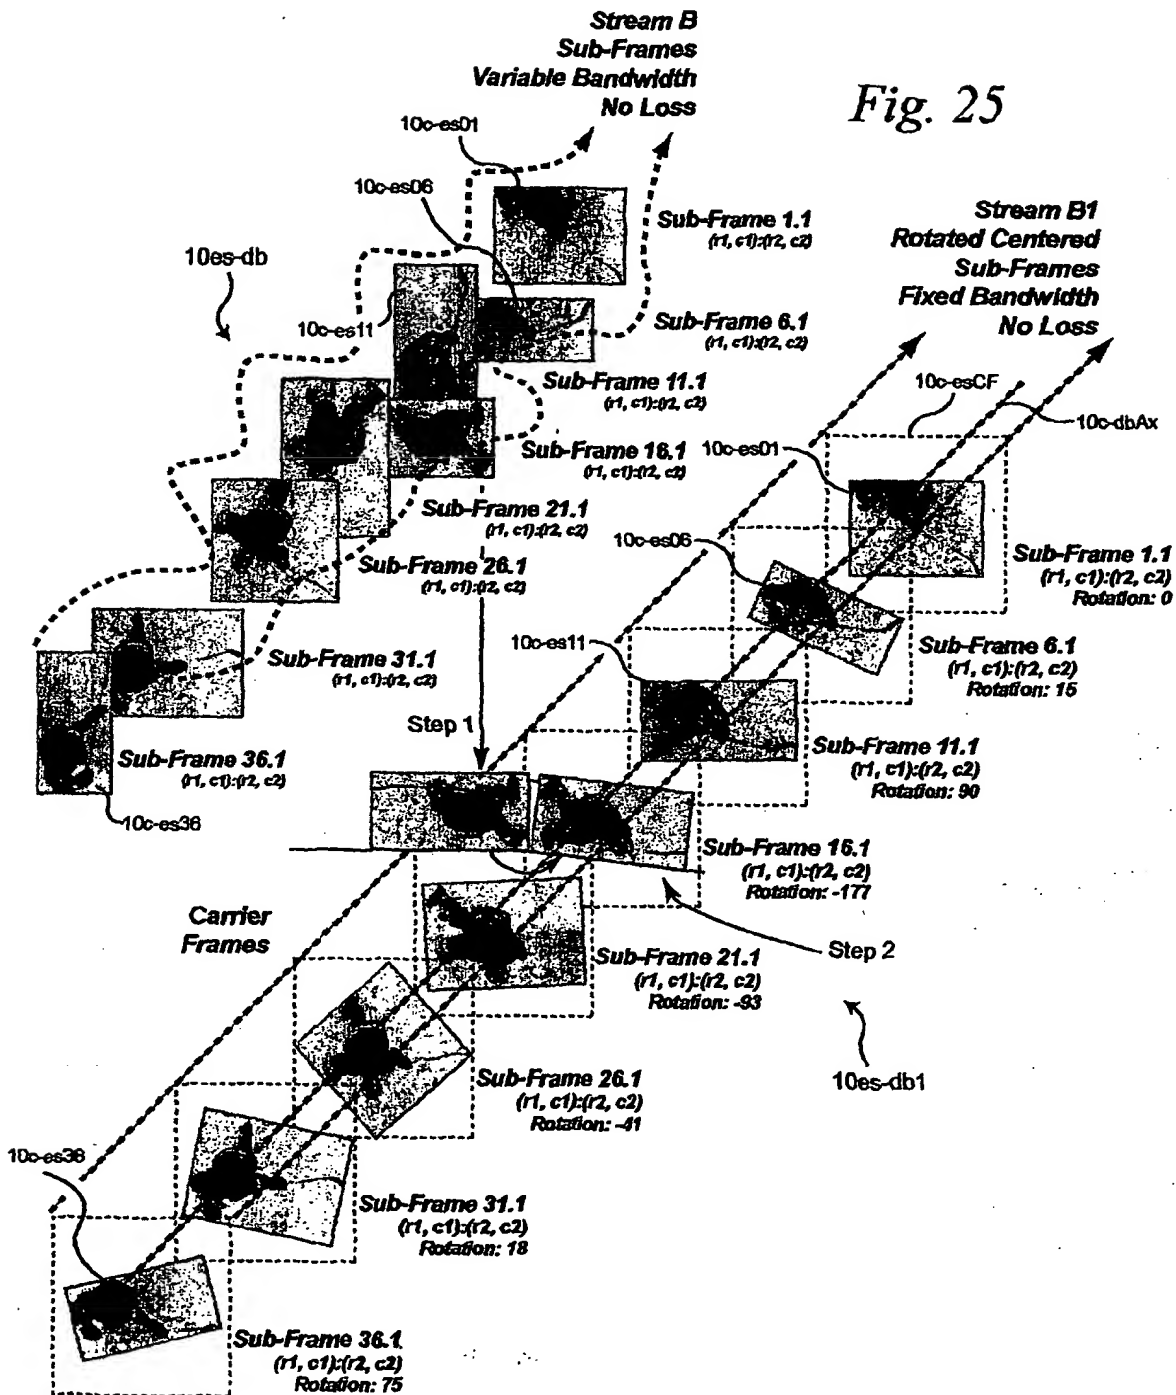 Fig. 25
Stream B
Sub-Frames
Variable Bandwidth
No Loss
10c-es01
10c-es06
10es-db
10c-es11
Sub-Frame 1.1
(r1, c1):(r2, c2)
Sub-Frame 6.1
(r1, c1):(r2, c2)
Sub-Frame 11.1
(r1, c1):(r2, c2)
Sub-Frame 16.1
(r1, c1):(r2, c2)
Sub-Frame 21.1
(r1, c1):(r2, c2)
Sub-Frame 26.1
(r1, c1):(r2, c2)
Sub-Frame 31.1
(r1, c1):(r2, c2)
Sub-Frame 36.1
(r1, c1):(r2, c2)
10c-es36
Step 1
Stream B1
Rotated Centered
Sub-Frames
Fixed Bandwidth
No Loss
10c-esCF
10c-dbAx
10c-es01
10c-es06
10c-es11
Sub-Frame 1.1
(r1, c1):(r2, c2)
Rotation: 0
Sub-Frame 6.1
(r1, c1):(r2, c2)
Rotation: 15
Sub-Frame 11.1
(r1, c1):(r2, c2)
Rotation: 90
Sub-Frame 16.1
(r1, c1):(r2, c2)
Rotation: -177
Carrier
Frames
Step 2
Sub-Frame 21.1
(r1, c1):(r2, c2)
Rotation: -93
10es-db1
Sub-Frame 26.1
(r1, c1):(r2, c2)
Rotation: -41
10c-es36
Sub-Frame 31.1
(r1, c1):(r2, c2)
Rotation: 18
Sub-Frame 36.1
(r1, c1):(r2, c2)
Rotation: 75